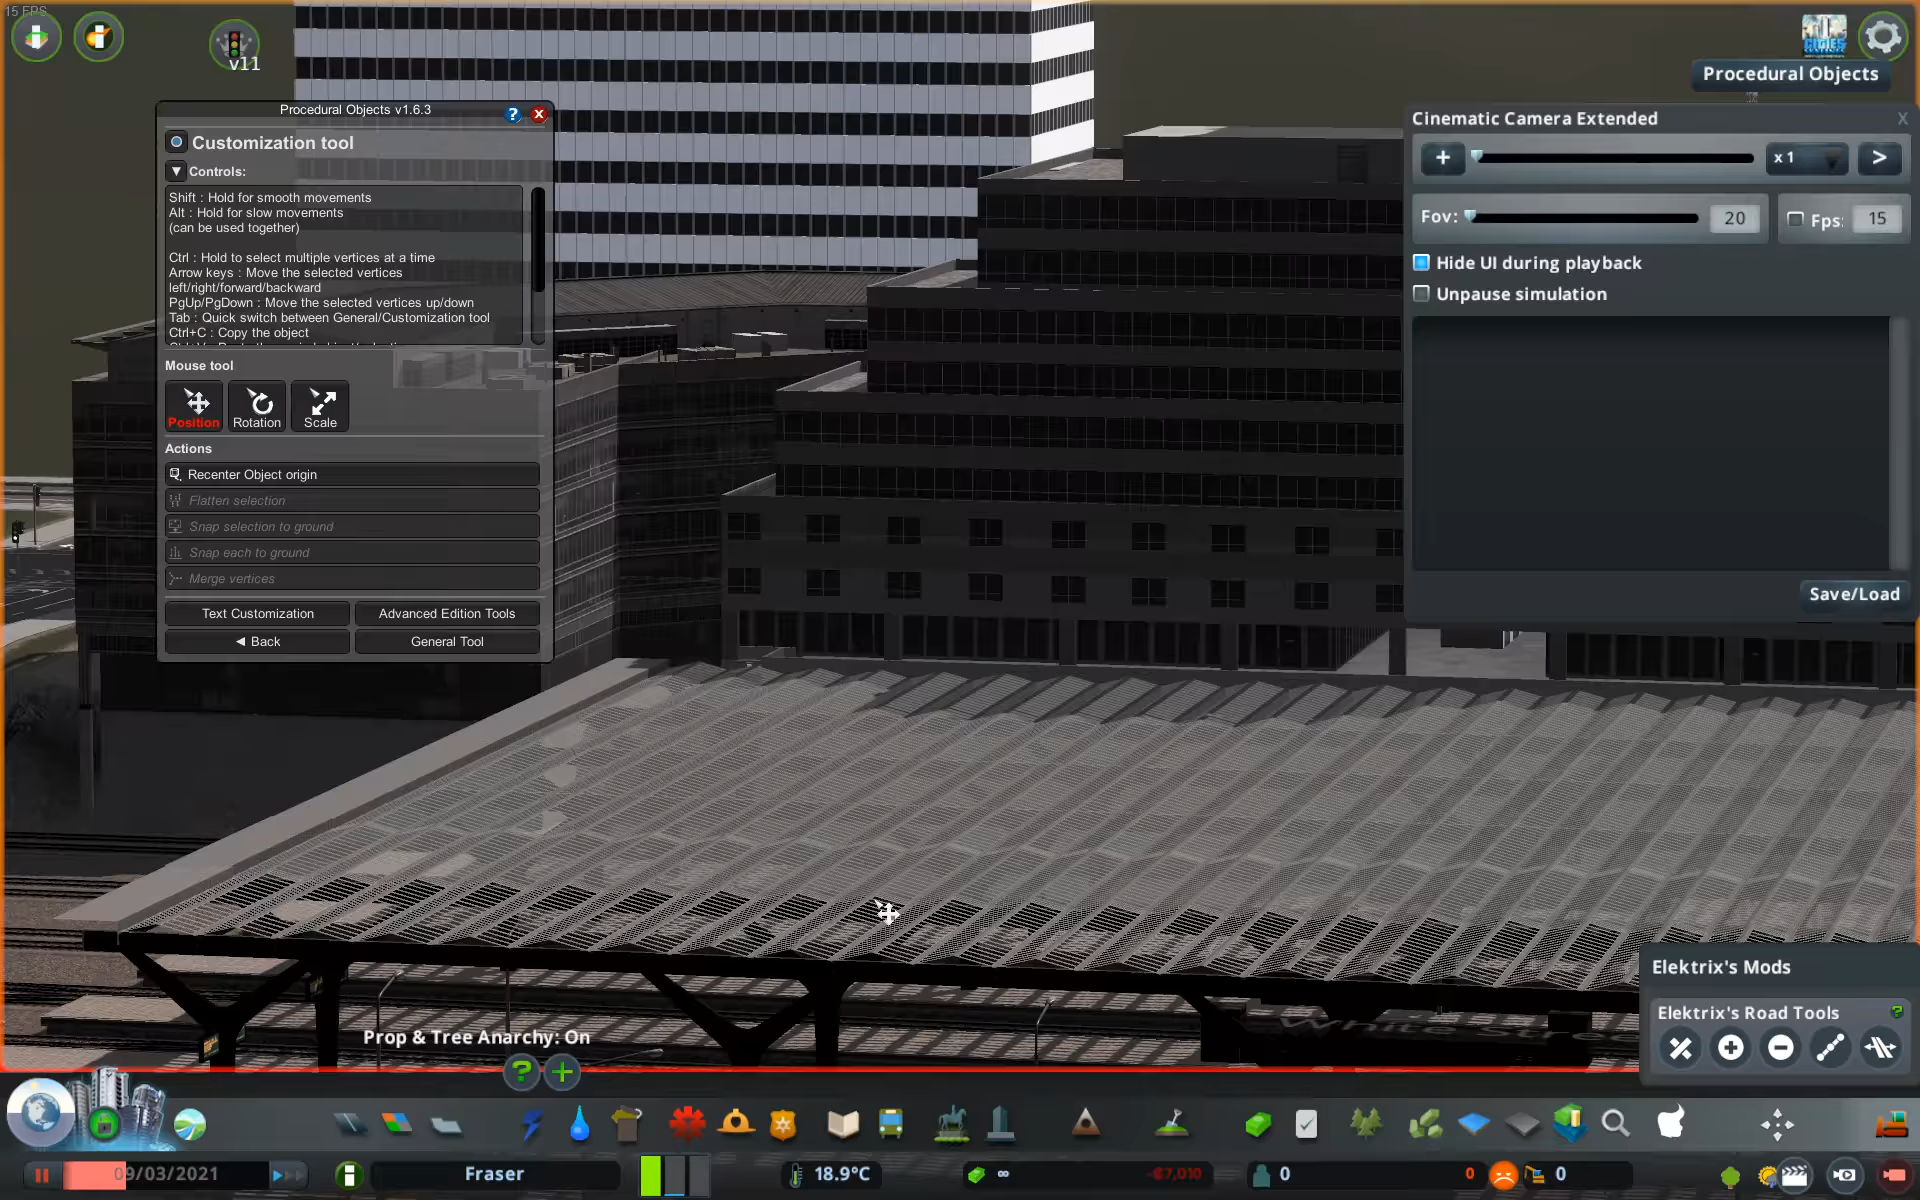 15 FPS
v11
CITIES
Procedural Objects
Procedural Objects v1.6.3
?
x
Customization tool
Controls:
Shift : Hold for smooth movements
Alt : Hold for slow movements
(can be used together)
Ctrl : Hold to select multiple vertices at a time
Arrow keys : Move the selected vertices
left/right/forward/backward
PgUp/PgDown : Move the selected vertices up/down
Tab : Quick switch between General/Customization tool
Ctrl+C : Copy the object
Mouse tool
Position
Rotation
Scale
Actions
Recenter Object origin
Flatten selection
Snap selection to ground
Snap each to ground
Merge vertices
Text Customization
Advanced Edition Tools
◄ Back
General Tool
Cinematic Camera Extended
X
+
x 1
>
Fov:
20
Fps:
15
Hide UI during playback
Unpause simulation
Save/Load
Elektrix's Mods
Elektrix's Road Tools
?
Prop & Tree Anarchy: On
?
+
09/03/2021
Fraser
18.9°C
∞
-₡7,010
0
0
0